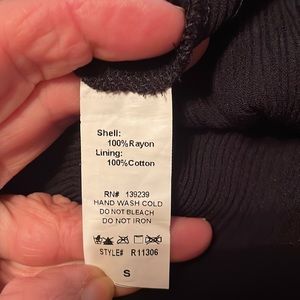 Shell:
100%Rayon
Lining:
100%Cotton
RN# 139239
HAND WASH COLD
DO NOT BLEACH
DO NOT IRON
STYLE# R11306
S